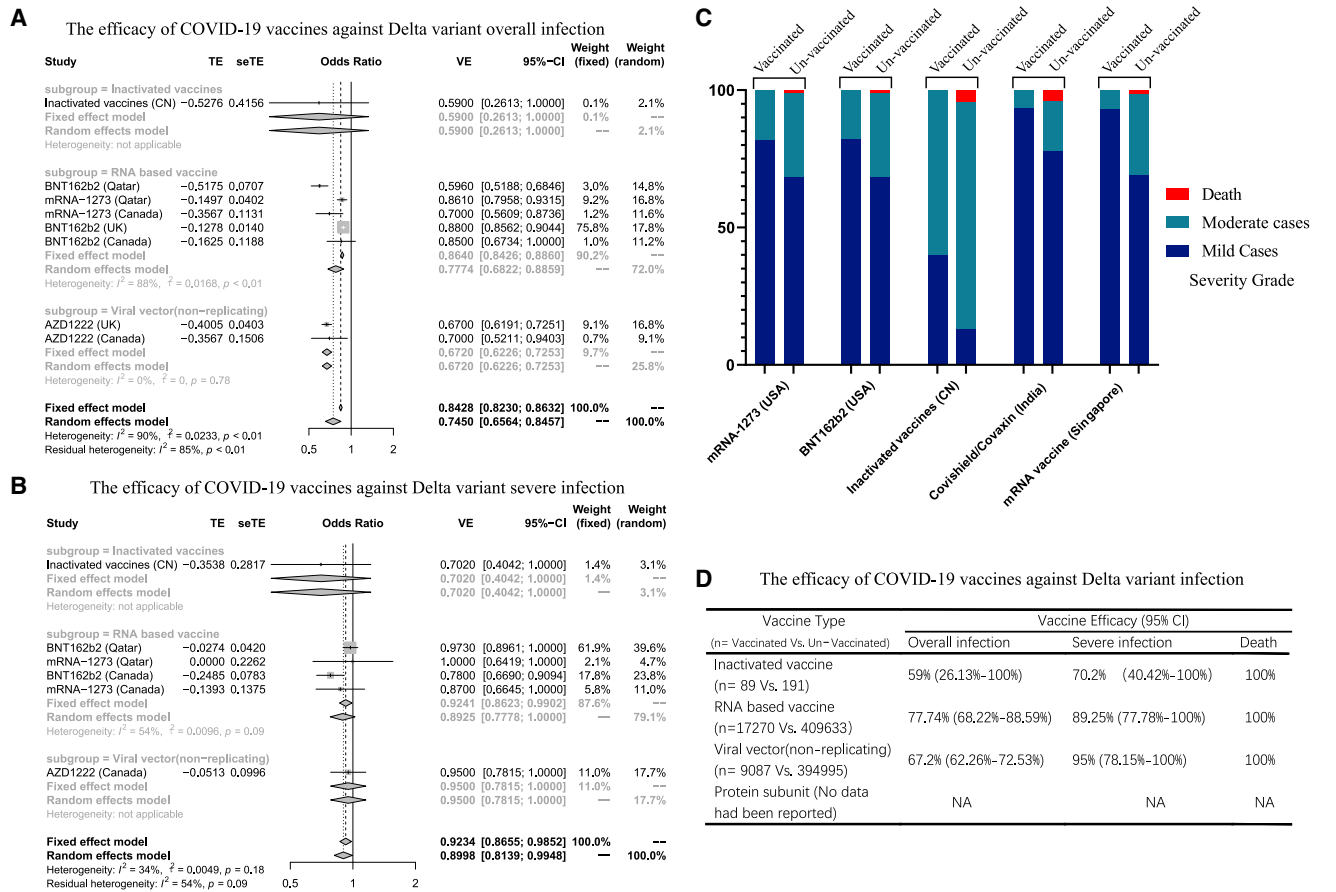 A
The efficacy of COVID-19 vaccines against Delta variant overall infection
Study TE seTE Odds Ratio VE 95%−CI Weight (fixed) Weight (random)
subgroup = Inactivated vaccines
Inactivated vaccines (CN) −0.5276 0.4156 0.5900 [0.2613; 1.0000] 0.1% 2.1%
Fixed effect model 0.5900 [0.2613; 1.0000] 0.1% −−
Random effects model 0.5900 [0.2613; 1.0000] −− 2.1%
Heterogeneity: not applicable
subgroup = RNA based vaccine
BNT162b2 (Qatar) −0.5175 0.0707 0.5960 [0.5188; 0.6846] 3.0% 14.8%
mRNA−1273 (Qatar) −0.1497 0.0402 0.8610 [0.7958; 0.9315] 9.2% 16.8%
mRNA−1273 (Canada) −0.3567 0.1131 0.7000 [0.5609; 0.8736] 1.2% 11.6%
BNT162b2 (UK) −0.1278 0.0140 0.8800 [0.8562; 0.9044] 75.8% 17.8%
BNT162b2 (Canada) −0.1625 0.1188 0.8500 [0.6734; 1.0000] 1.0% 11.2%
Fixed effect model 0.8640 [0.8426; 0.8860] 90.2% −−
Random effects model 0.7774 [0.6822; 0.8859] −− 72.0%
Heterogeneity: I² = 88%, τ² = 0.0168, p < 0.01
subgroup = Viral vector(non−replicating)
AZD1222 (UK) −0.4005 0.0403 0.6700 [0.6191; 0.7251] 9.1% 16.8%
AZD1222 (Canada) −0.3567 0.1506 0.7000 [0.5211; 0.9403] 0.7% 9.1%
Fixed effect model 0.6720 [0.6226; 0.7253] 9.7% −−
Random effects model 0.6720 [0.6226; 0.7253] −− 25.8%
Heterogeneity: I² = 0%, τ² = 0, p = 0.78
Fixed effect model 0.8428 [0.8230; 0.8632] 100.0% −−
Random effects model 0.7450 [0.6564; 0.8457] −− 100.0%
Heterogeneity: I² = 90%, τ² = 0.0233, p < 0.01
Residual heterogeneity: I² = 85%, p < 0.01
0.5 1 2
B
The efficacy of COVID-19 vaccines against Delta variant severe infection
Study TE seTE Odds Ratio VE 95%−CI Weight (fixed) Weight (random)
subgroup = Inactivated vaccines
Inactivated vaccines (CN) −0.3538 0.2817 0.7020 [0.4042; 1.0000] 1.4% 3.1%
Fixed effect model 0.7020 [0.4042; 1.0000] 1.4% −−
Random effects model 0.7020 [0.4042; 1.0000] — 3.1%
Heterogeneity: not applicable
subgroup = RNA based vaccine
BNT162b2 (Qatar) −0.0274 0.0420 0.9730 [0.8961; 1.0000] 61.9% 39.6%
mRNA−1273 (Qatar) 0.0000 0.2262 1.0000 [0.6419; 1.0000] 2.1% 4.7%
BNT162b2 (Canada) −0.2485 0.0783 0.7800 [0.6690; 0.9094] 17.8% 23.8%
mRNA−1273 (Canada) −0.1393 0.1375 0.8700 [0.6645; 1.0000] 5.8% 11.0%
Fixed effect model 0.9241 [0.8623; 0.9902] 87.6% −−
Random effects model 0.8925 [0.7778; 1.0000] — 79.1%
Heterogeneity: I² = 54%, τ² = 0.0096, p = 0.09
subgroup = Viral vector(non−replicating)
AZD1222 (Canada) −0.0513 0.0996 0.9500 [0.7815; 1.0000] 11.0% 17.7%
Fixed effect model 0.9500 [0.7815; 1.0000] 11.0% −−
Random effects model 0.9500 [0.7815; 1.0000] — 17.7%
Heterogeneity: not applicable
Fixed effect model 0.9234 [0.8655; 0.9852] 100.0% −−
Random effects model 0.8998 [0.8139; 0.9948] — 100.0%
Heterogeneity: I² = 34%, τ² = 0.0049, p = 0.18
Residual heterogeneity: I² = 54%, p = 0.09
0.5 1 2
C
Vaccinated Un-vaccinated Vaccinated Un-vaccinated Vaccinated Un-vaccinated Vaccinated Un-vaccinated Vaccinated Un-vaccinated
100
50
0
mRNA-1273 (USA)
BNT162b2 (USA)
Inactivated vaccines (CN)
Covishield/Covaxin (India)
mRNA vaccine (Singapore)
Death
Moderate cases
Mild Cases
Severity Grade
D
The efficacy of COVID-19 vaccines against Delta variant infection
Vaccine Type Vaccine Efficacy (95% CI)
(n= Vaccinated Vs. Un-Vaccinated) Overall infection Severe infection Death
Inactivated vaccine
(n= 89 Vs. 191) 59% (26.13%-100%) 70.2% (40.42%-100%) 100%
RNA based vaccine
(n=17270 Vs. 409633) 77.74% (68.22%-88.59%) 89.25% (77.78%-100%) 100%
Viral vector(non-replicating)
(n= 9087 Vs. 394995) 67.2% (62.26%-72.53%) 95% (78.15%-100%) 100%
Protein subunit (No data
had been reported) NA NA NA